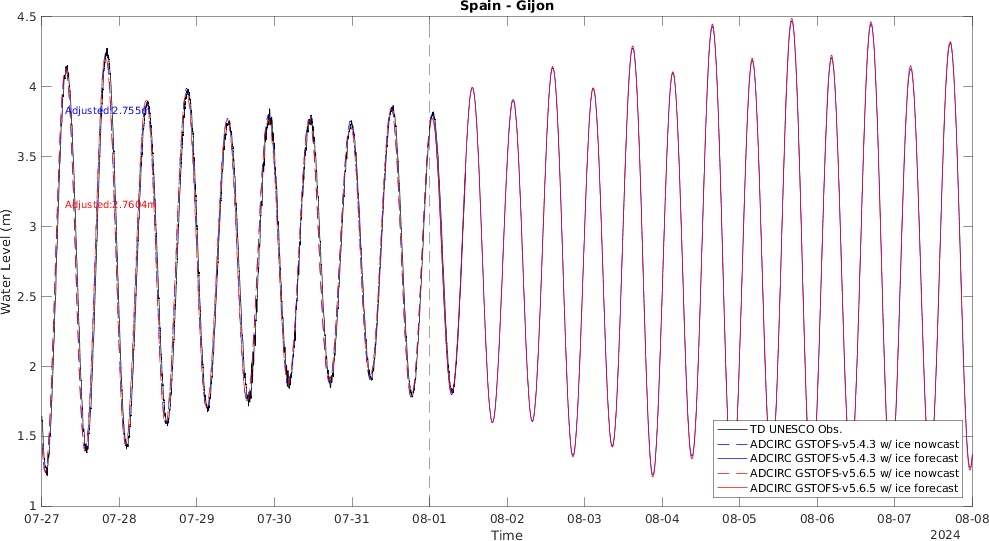 Spain - Gijon
Water Level (m)
4.5
4
3.5
3
2.5
2
1.5
1
Adjusted:2.755
Adjusted:2.7604m
TD UNESCO Obs.
ADCIRC GSTOFS-v5.4.3 w/ ice nowcast
ADCIRC GSTOFS-v5.4.3 w/ ice forecast
ADCIRC GSTOFS-v5.6.5 w/ ice nowcast
ADCIRC GSTOFS-v5.6.5 w/ ice forecast
07-27 07-28 07-29 07-30 07-31 08-01 08-02 08-03 08-04 08-05 08-06 08-07 08-08
Time
2024